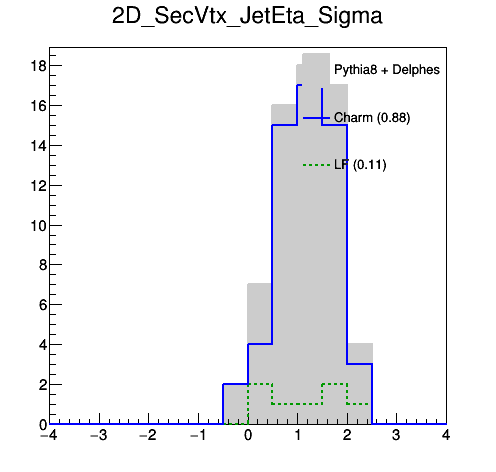 2D_SecVtx_JetEta_Sigma
Pythia8 + Delphes
Charm (0.88)
LF (0.11)
18
16
14
12
10
8
6
4
2
0
−4 −3 −2 −1 0 1 2 3 4